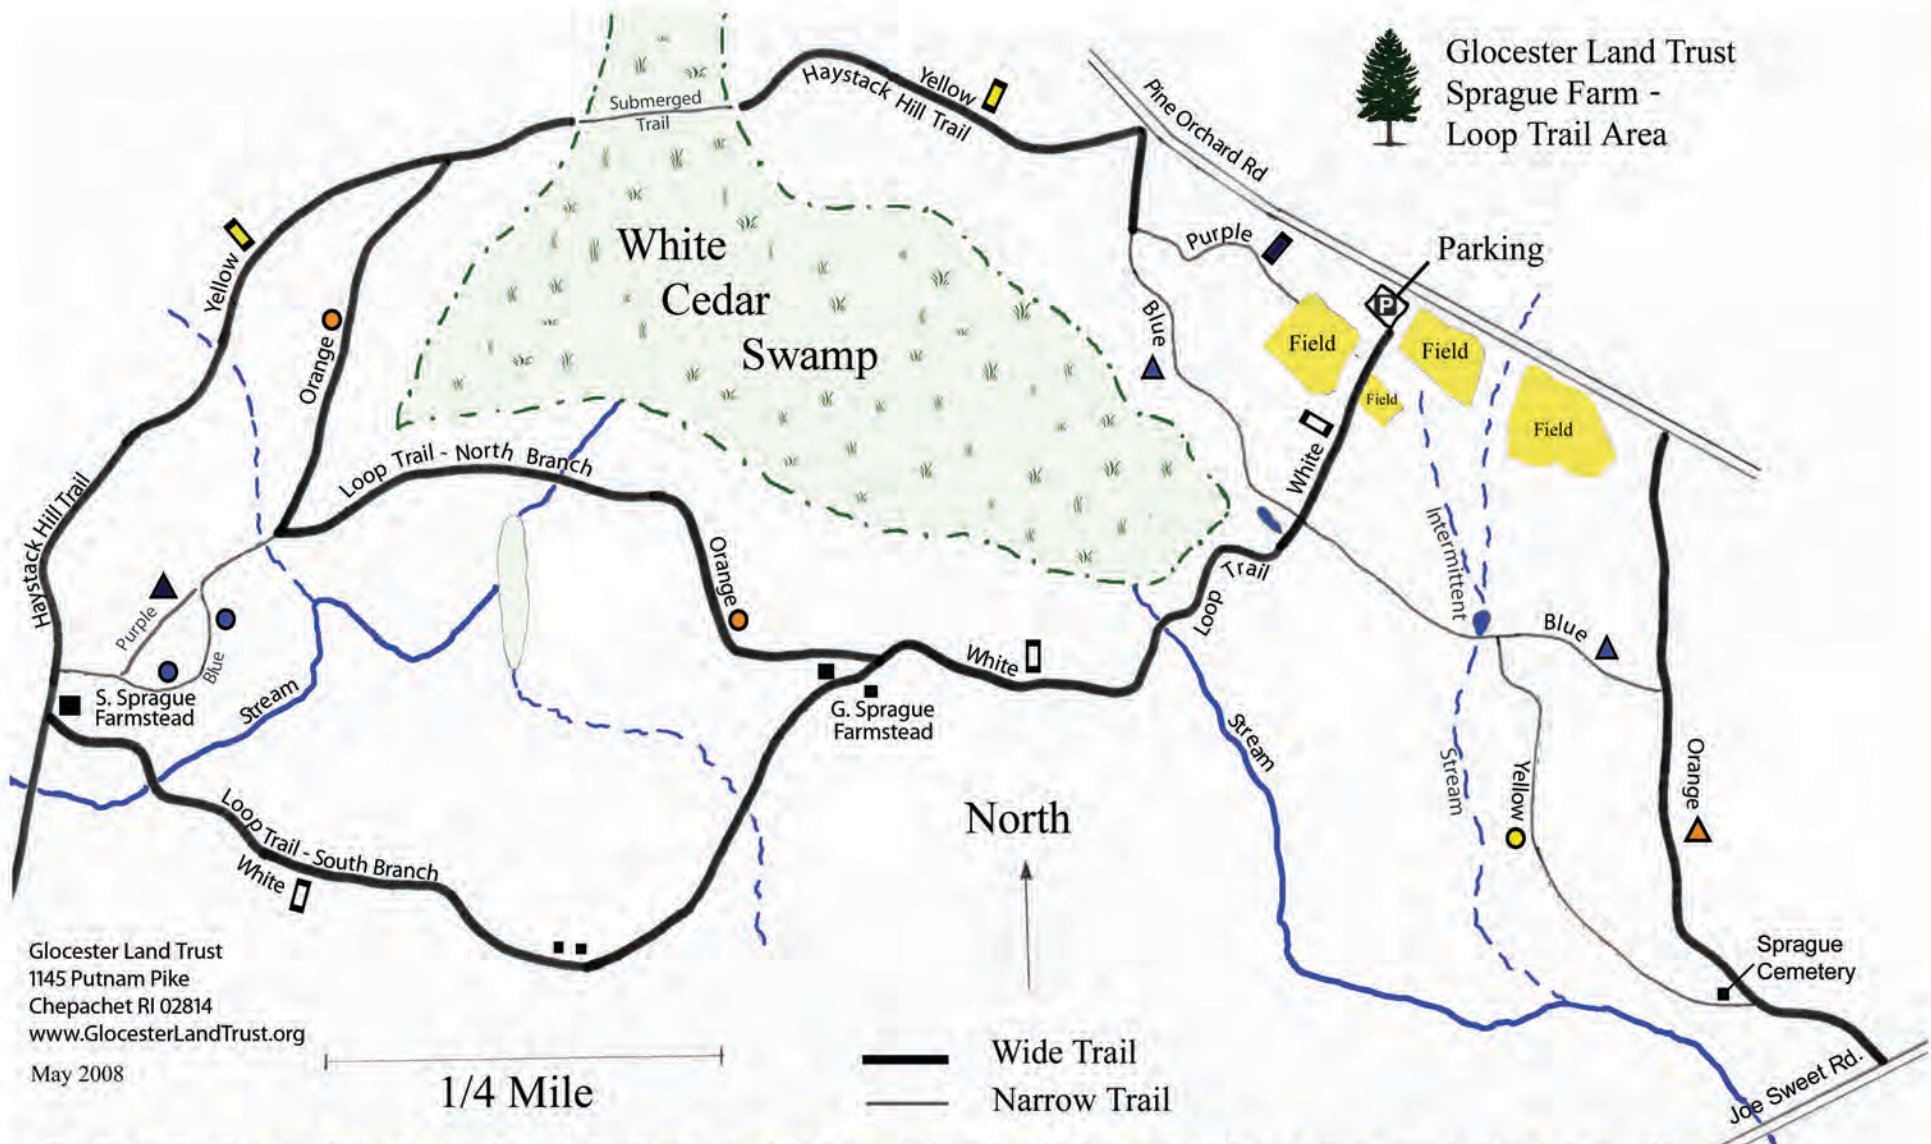 Glocester Land Trust
Sprague Farm -
Loop Trail Area
Submerged
Trail
Haystack Hill Trail
Yellow
Pine Orchard Rd
Purple
Parking
P
White
Cedar
Swamp
Yellow
Orange
Blue
Field
Field
Field
Field
White
Loop Trail - North Branch
Haystack Hill Trail
Orange
Intermittent
Stream
Loop
Trail
Purple
Blue
Blue
White
S. Sprague
Farmstead
Stream
G. Sprague
Farmstead
Stream
Yellow
Orange
North
Loop Trail - South Branch
White
Sprague
Cemetery
Glocester Land Trust
1145 Putnam Pike
Chepachet RI 02814
www.GlocesterLandTrust.org
May 2008
1/4 Mile
Wide Trail
Narrow Trail
Joe Sweet Rd.